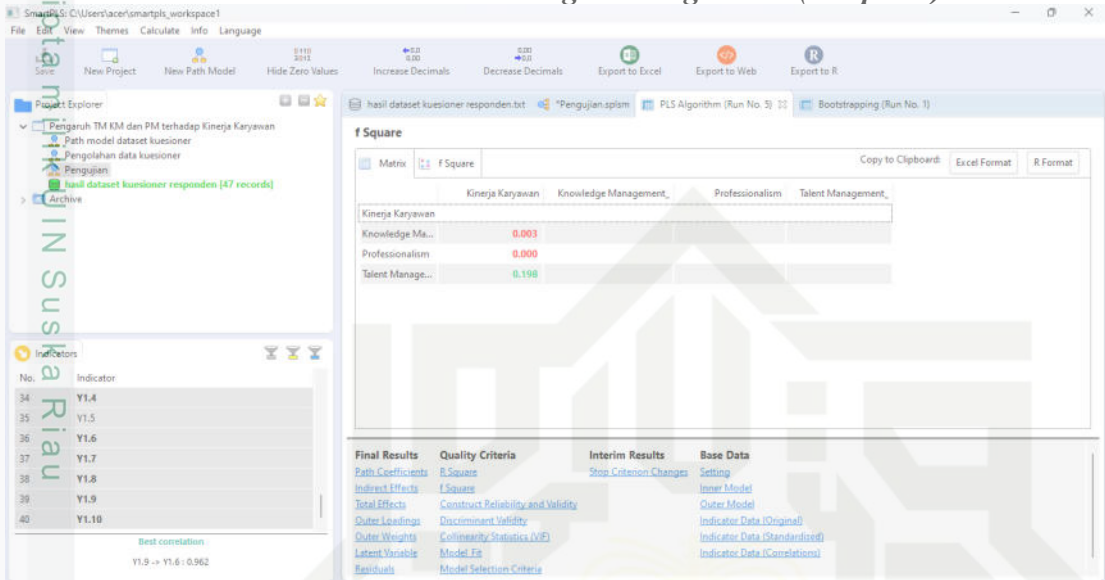 SmartPLS: C:\Users\acer\smartpls_workspace1
File Edit View Themes Calculate Info Language
Save New Project New Path Model Hide Zero Values Increase Decimals Decrease Decimals Export to Excel Export to Web Export to R
Project Explorer
Pengaruh TM KM dan PM terhadap Kinerja Karyawan
Path model dataset kuesioner
Pengolahan data kuesioner
Pengujian
hasil dataset kuesioner responden [47 records]
Archive
Indicators
No. Indicator
34 Y1.4
35 Y1.5
36 Y1.6
37 Y1.7
38 Y1.8
39 Y1.9
40 Y1.10
Best correlation
Y1.9 -> Y1.6 : 0.962
hasil dataset kuesioner responden.txt *Pengujian.splsm PLS Algorithm (Run No. 5) Bootstrapping (Run No. 1)
f Square
Matrix f Square Copy to Clipboard: Excel Format R Format
Kinerja Karyawan Knowledge Management_ Professionalism Talent Management_
Kinerja Karyawan
Knowledge Ma... 0.003
Professionalism 0.000
Talent Manage... 0.198
Final Results Quality Criteria Interim Results Base Data
Path Coefficients R Square Stop Criterion Changes Setting
Indirect Effects f Square Inner Model
Total Effects Construct Reliability and Validity Outer Model
Outer Loadings Discriminant Validity Indicator Data (Original)
Outer Weights Collinearity Statistics (VIF) Indicator Data (Standardized)
Latent Variable Model Fit Indicator Data (Correlations)
Residuals Model Selection Criteria
ipta milik UIN Suska Riau